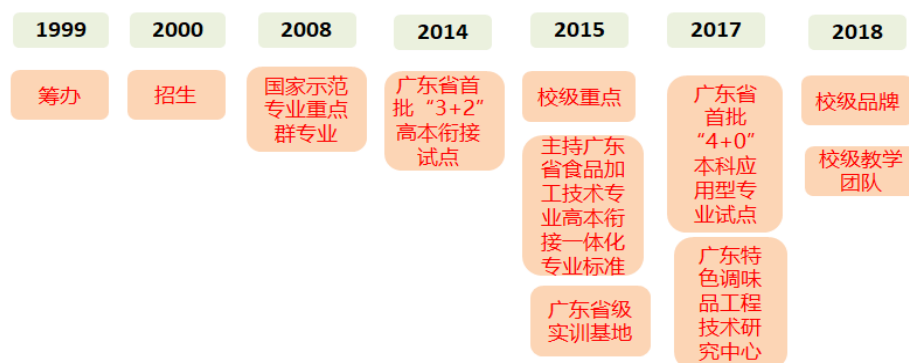 1999
2000
2008
2014
2015
2017
2018
筹办
招生
国家示范
专业重点
群专业
广东省首
批“3+2”
高本衔接
试点
校级重点
主持广东
省食品加
工技术专
业高本衔
接一体化
专业标准
广东省级
实训基地
广东省
首批
“4+0”
本科应
用型专
业试点
广东特
色调味
品工程
技术研
究中心
校级品牌
校级教学
团队